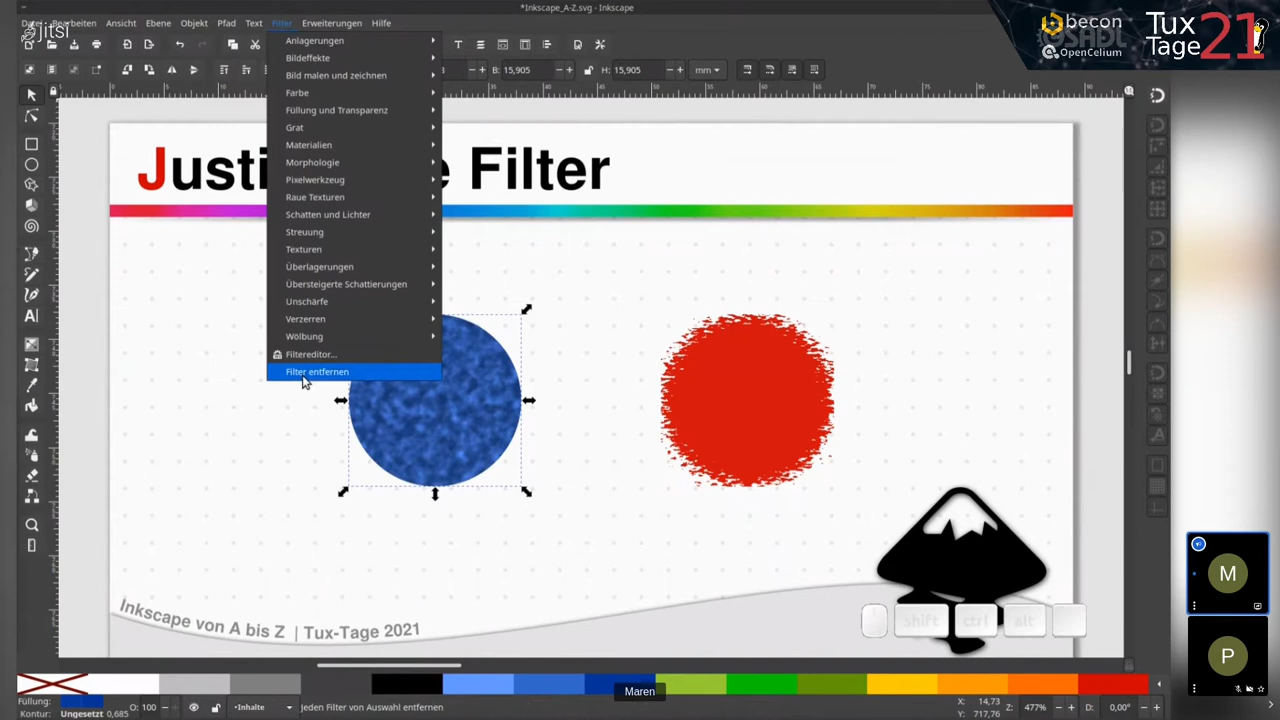 *Inkscape_A-Z.svg - Inkscape
Datei Bearbeiten Ansicht Ebene Objekt Pfad Text Filter Erweiterungen Hilfe
Jitsi
becon
OpenCelium
Tux
Tage
21
B: 15,905
H: 15,905
mm
Anlagerungen
Bildeffekte
Bild malen und zeichnen
Farbe
Füllung und Transparenz
Grat
Materialien
Morphologie
Pixelwerkzeug
Raue Texturen
Schatten und Lichter
Streuung
Texturen
Überlagerungen
Übersteigerte Schattierungen
Unschärfe
Verzerren
Wölbung
Filtereditor...
Filter entfernen
Justi
e Filter
Inkscape von A bis Z | Tux-Tage 2021
shift ctrl alt
M
P
Maren
Füllung:
Kontur: Ungesetzt 0,685
O: 100
Inhalte
Jeden Filter von Auswahl entfernen
X: 14,73
Y: 717,76
Z: 477%
D: 0,00°